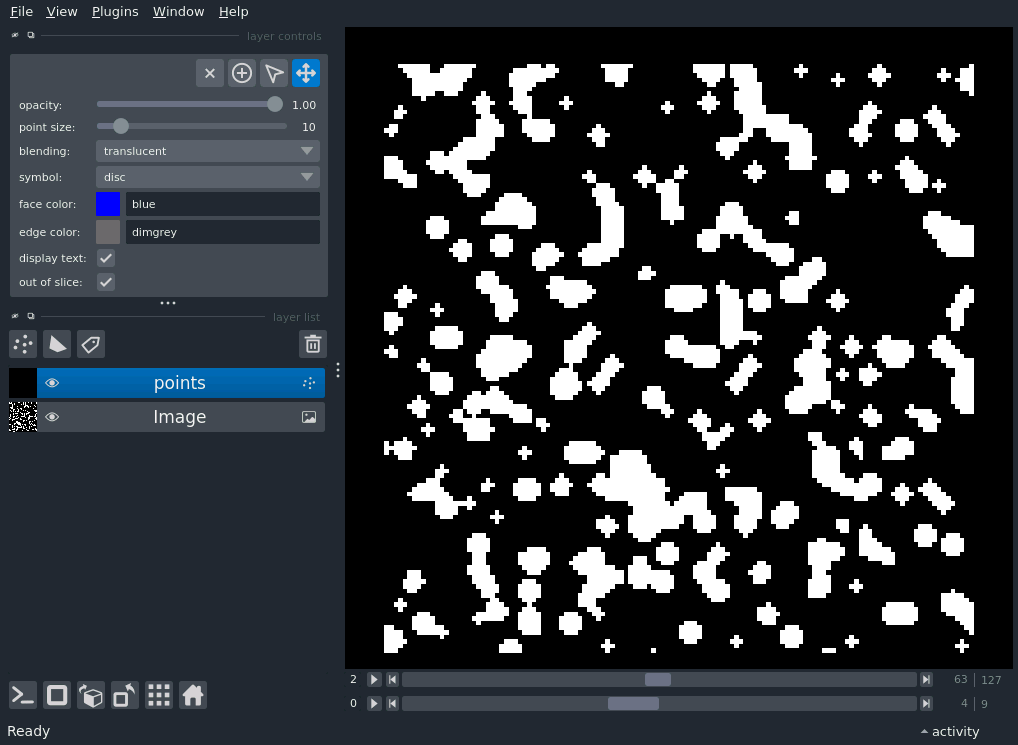 File View Plugins Window Help
layer controls
opacity: 1.00
point size: 10
blending: translucent
symbol: disc
face color: blue
edge color: dimgrey
display text:
out of slice:
layer list
points
Image
2 63 127
0 4 9
Ready activity